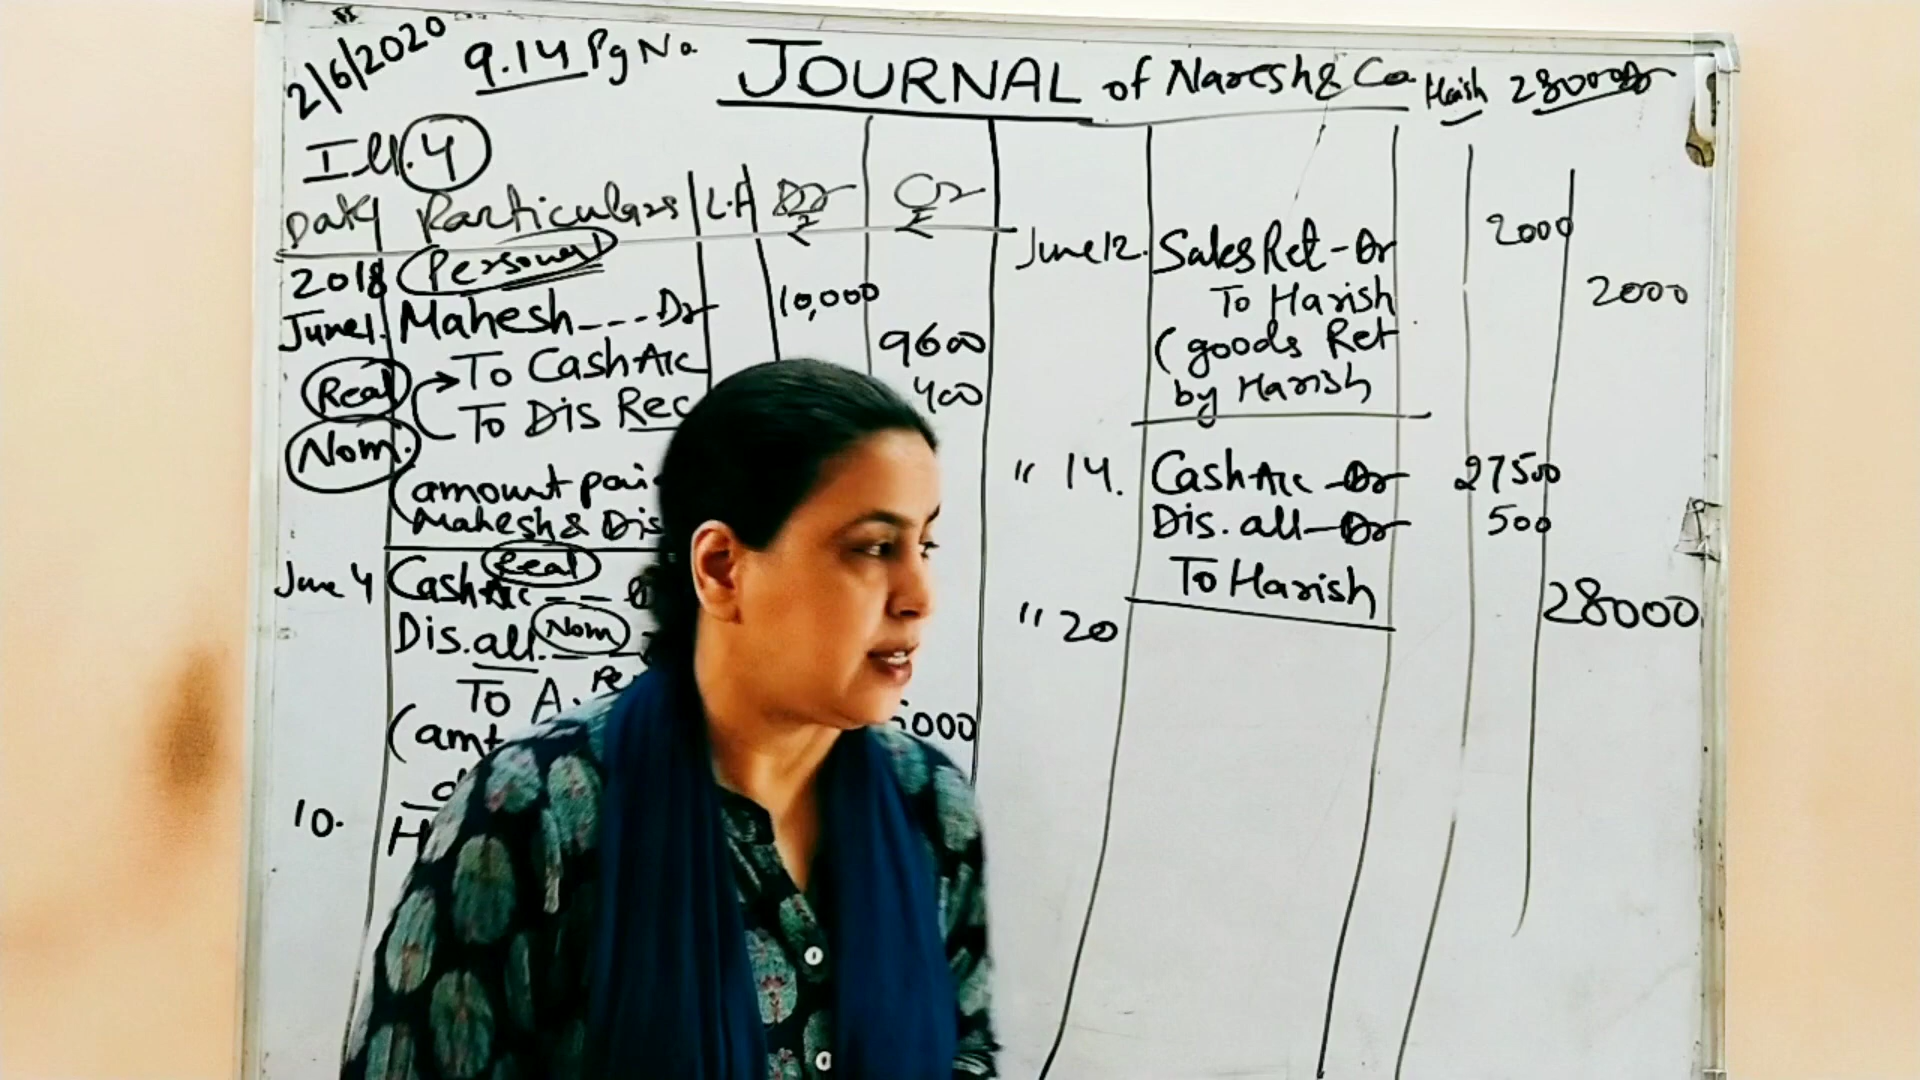 2/6/2020 9.14 Pg No
JOURNAL of Naresh & Co.
Harish 28000 Dr
Ill. 4
Date Particulars L.F Dr ₹ Cr ₹
2018 Personal
June 1. Mahesh --- Dr 10,000
Real To Cash A/c 9600
To Dis Rec 400
Nom.
(amount pai
Mahesh & Dis
Real
June 4 Cash A/c ---
Dis. all. Nom
To A. Pe
(amt 000
10. H
June 12. Sales Ret - Dr 2000
To Harish 2000
(goods Ret
by Harish
" 14. Cash A/c - Dr 27500
Dis. all - Dr 500
To Harish 28000
" 20